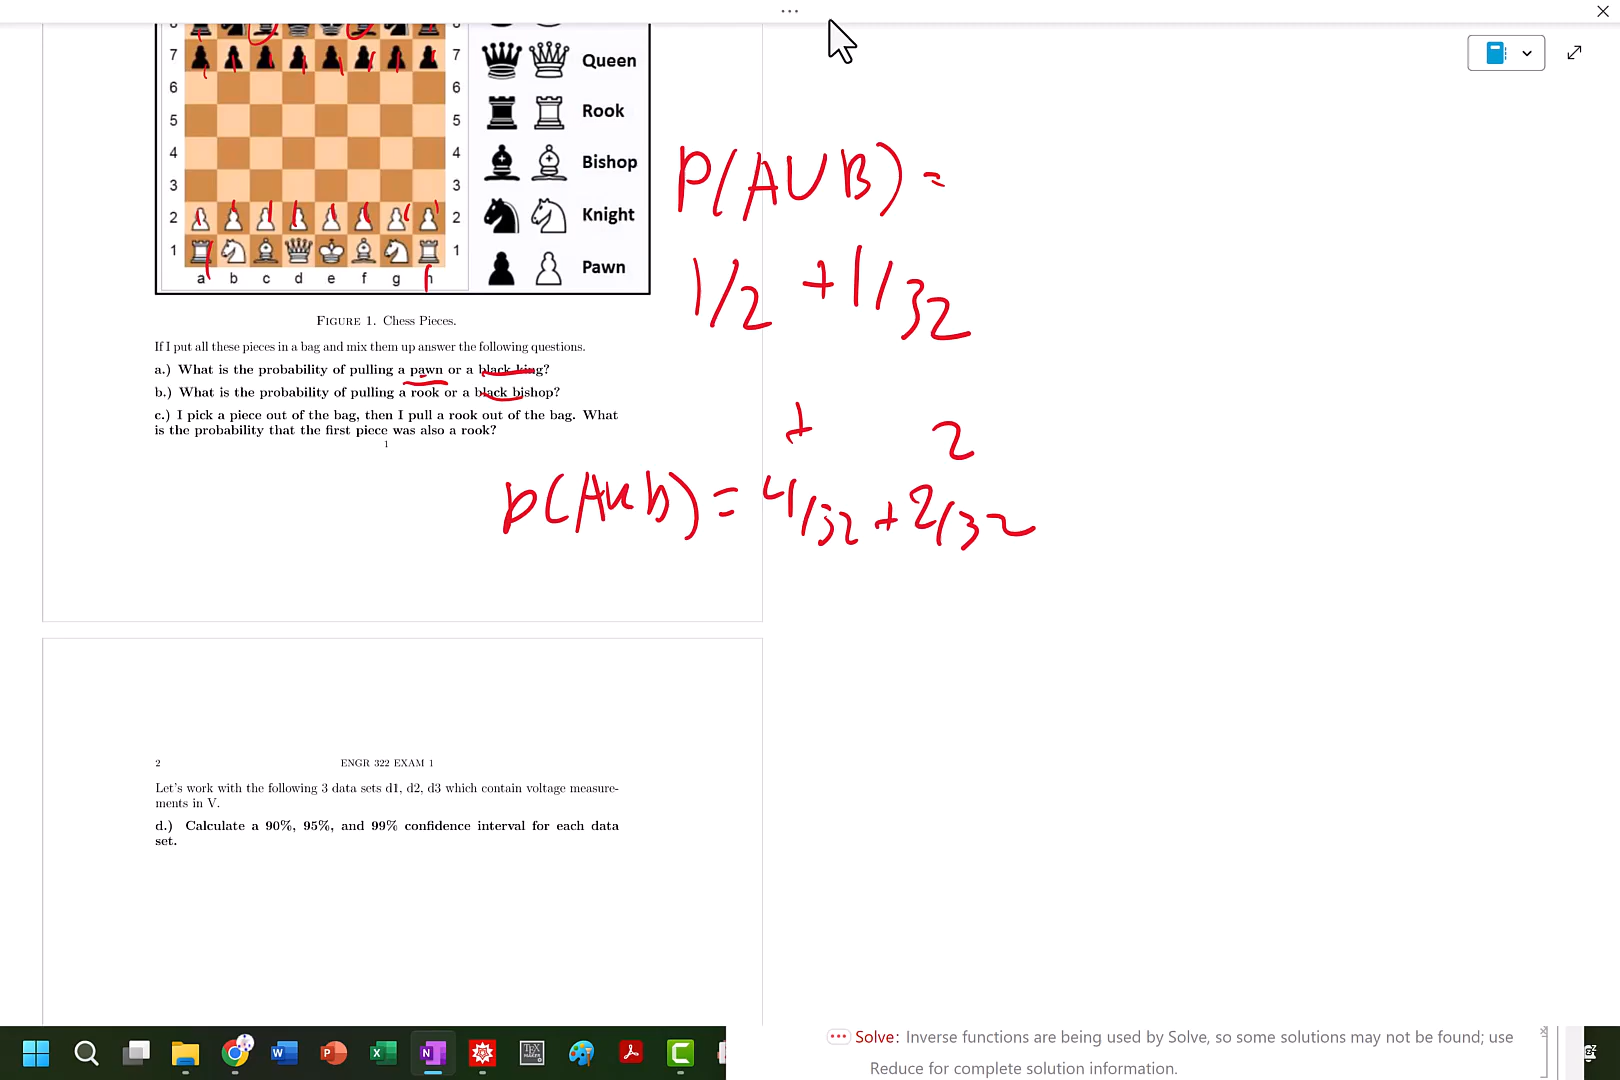 7 7 Queen
6 6
5 5 Rook
4 4 Bishop
3 3
2 2 Knight
1 1
a b c d e f g h Pawn
FIGURE 1. Chess Pieces.
If I put all these pieces in a bag and mix them up answer the following questions.
a.) What is the probability of pulling a pawn or a black king?
b.) What is the probability of pulling a rook or a black bishop?
c.) I pick a piece out of the bag, then I pull a rook out of the bag. What
is the probability that the first piece was also a rook?
1
P(AUB) =
1/2 + 1/32
+ 2
P(AUB) = 4/32 + 2/32
2 ENGR 322 EXAM 1
Let's work with the following 3 data sets d1, d2, d3 which contain voltage measure-
ments in V.
d.) Calculate a 90%, 95%, and 99% confidence interval for each data
set.
Solve: Inverse functions are being used by Solve, so some solutions may not be found; use
Reduce for complete solution information.